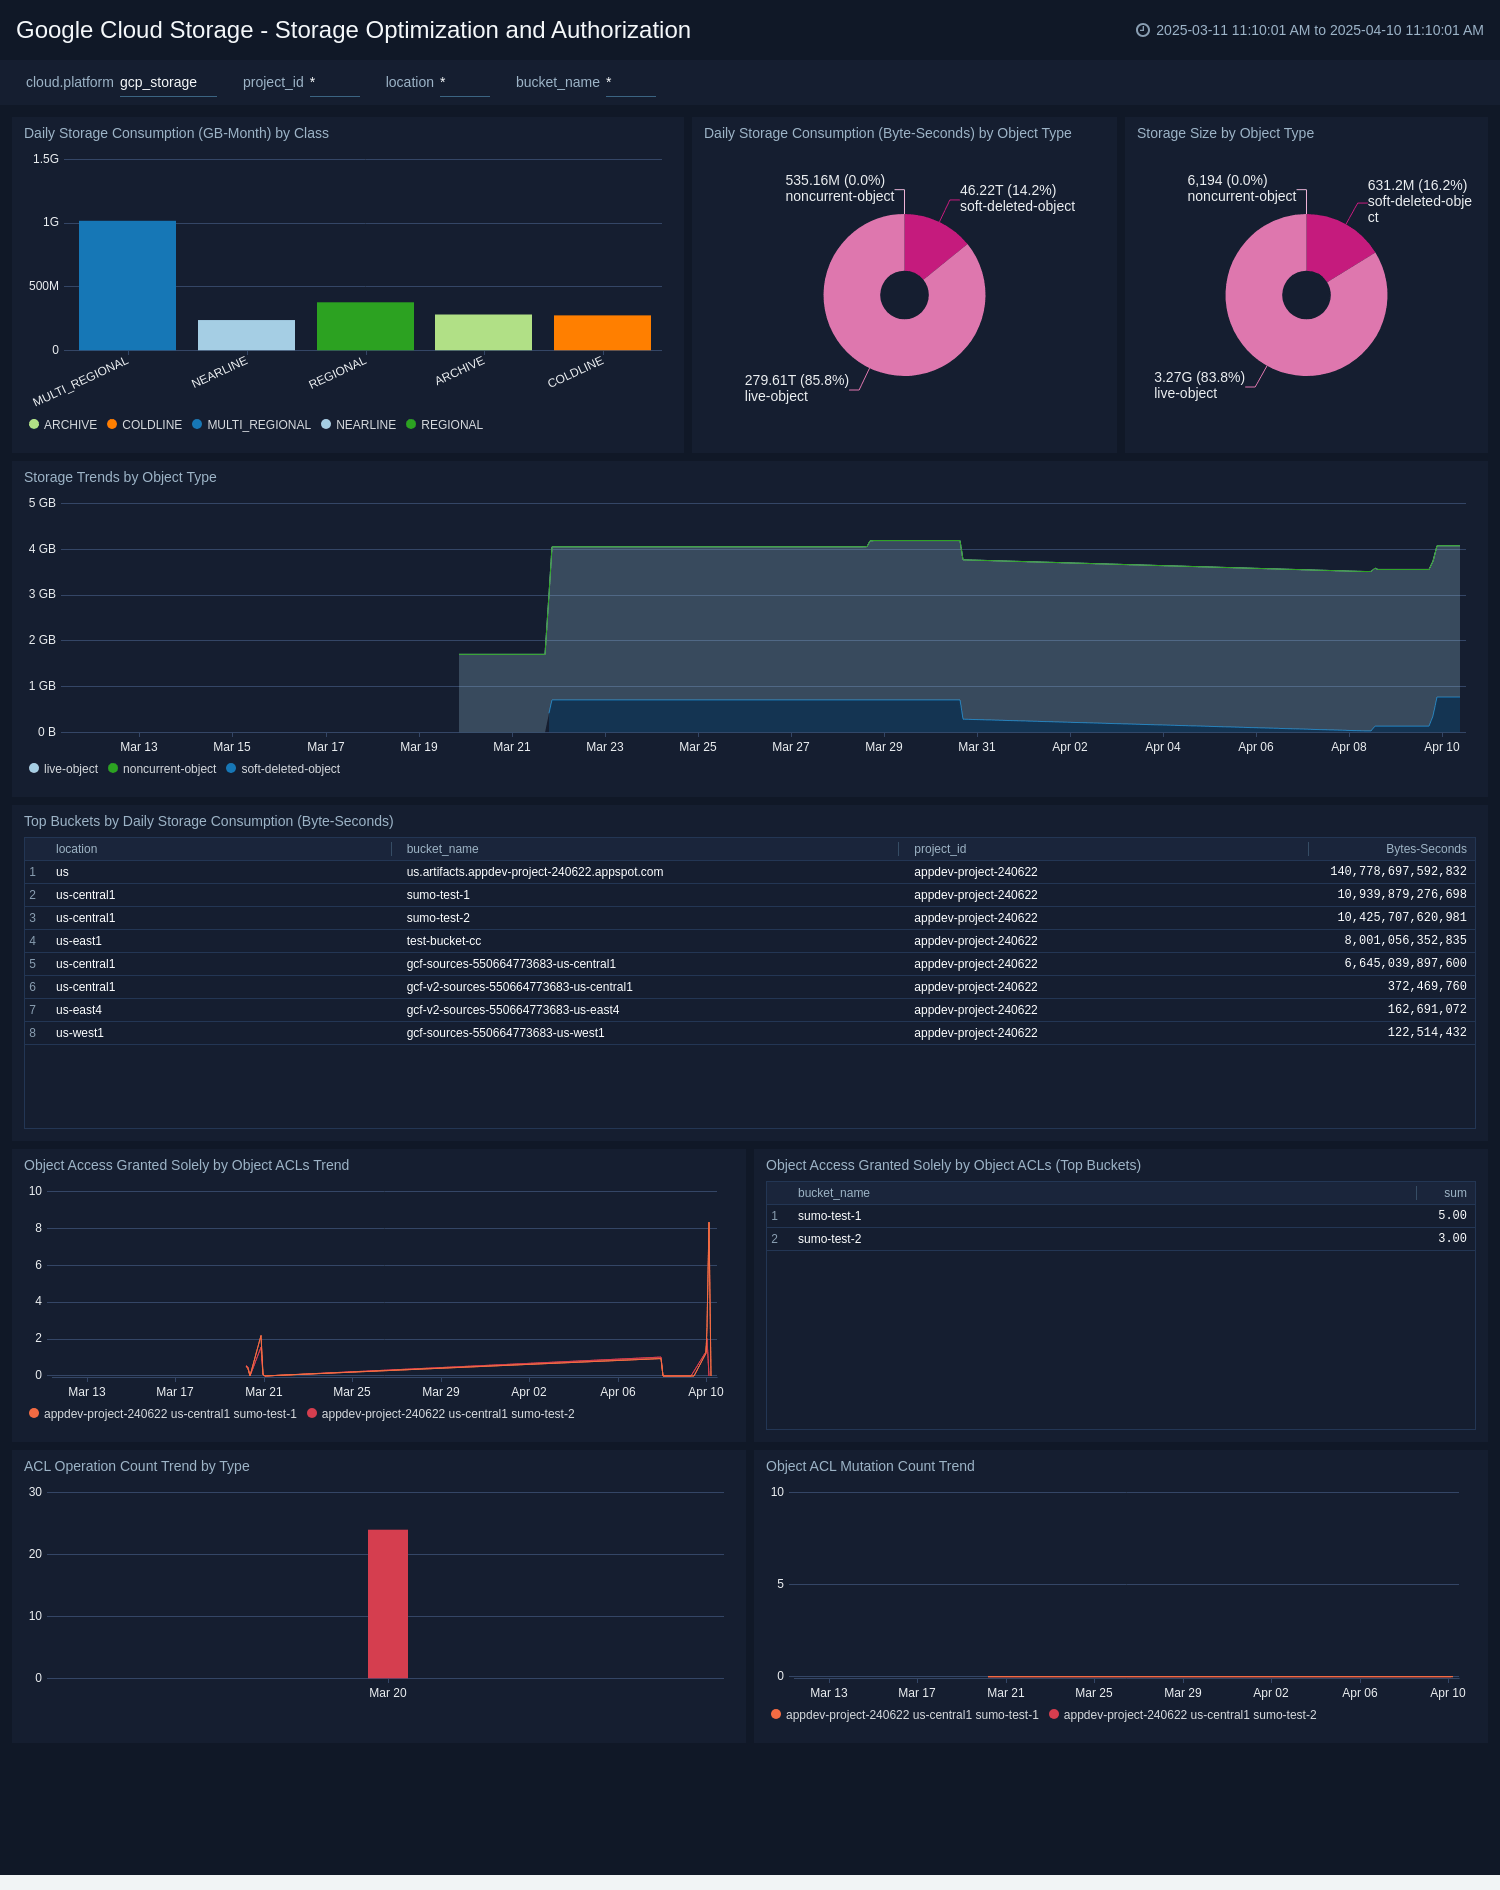 Google Cloud Storage - Storage Optimization and Authorization
2025-03-11 11:10:01 AM to 2025-04-10 11:10:01 AM
cloud.platform gcp_storage project_id * location * bucket_name *
Daily Storage Consumption (GB-Month) by Class
1.5G
1G
500M
0
MULTI_REGIONAL NEARLINE REGIONAL ARCHIVE COLDLINE
ARCHIVE COLDLINE MULTI_REGIONAL NEARLINE REGIONAL
Daily Storage Consumption (Byte-Seconds) by Object Type
535.16M (0.0%)
noncurrent-object
46.22T (14.2%)
soft-deleted-object
279.61T (85.8%)
live-object
Storage Size by Object Type
6,194 (0.0%)
noncurrent-object
631.2M (16.2%)
soft-deleted-obje
ct
3.27G (83.8%)
live-object
Storage Trends by Object Type
5 GB
4 GB
3 GB
2 GB
1 GB
0 B
Mar 13 Mar 15 Mar 17 Mar 19 Mar 21 Mar 23 Mar 25 Mar 27 Mar 29 Mar 31 Apr 02 Apr 04 Apr 06 Apr 08 Apr 10
live-object noncurrent-object soft-deleted-object
Top Buckets by Daily Storage Consumption (Byte-Seconds)
location bucket_name project_id Bytes-Seconds
1 us us.artifacts.appdev-project-240622.appspot.com appdev-project-240622 140,778,697,592,832
2 us-central1 sumo-test-1 appdev-project-240622 10,939,879,276,698
3 us-central1 sumo-test-2 appdev-project-240622 10,425,707,620,981
4 us-east1 test-bucket-cc appdev-project-240622 8,001,056,352,835
5 us-central1 gcf-sources-550664773683-us-central1 appdev-project-240622 6,645,039,897,600
6 us-central1 gcf-v2-sources-550664773683-us-central1 appdev-project-240622 372,469,760
7 us-east4 gcf-v2-sources-550664773683-us-east4 appdev-project-240622 162,691,072
8 us-west1 gcf-sources-550664773683-us-west1 appdev-project-240622 122,514,432
Object Access Granted Solely by Object ACLs Trend
10
8
6
4
2
0
Mar 13 Mar 17 Mar 21 Mar 25 Mar 29 Apr 02 Apr 06 Apr 10
appdev-project-240622 us-central1 sumo-test-1 appdev-project-240622 us-central1 sumo-test-2
Object Access Granted Solely by Object ACLs (Top Buckets)
bucket_name sum
1 sumo-test-1 5.00
2 sumo-test-2 3.00
ACL Operation Count Trend by Type
30
20
10
0
Mar 20
Object ACL Mutation Count Trend
10
5
0
Mar 13 Mar 17 Mar 21 Mar 25 Mar 29 Apr 02 Apr 06 Apr 10
appdev-project-240622 us-central1 sumo-test-1 appdev-project-240622 us-central1 sumo-test-2